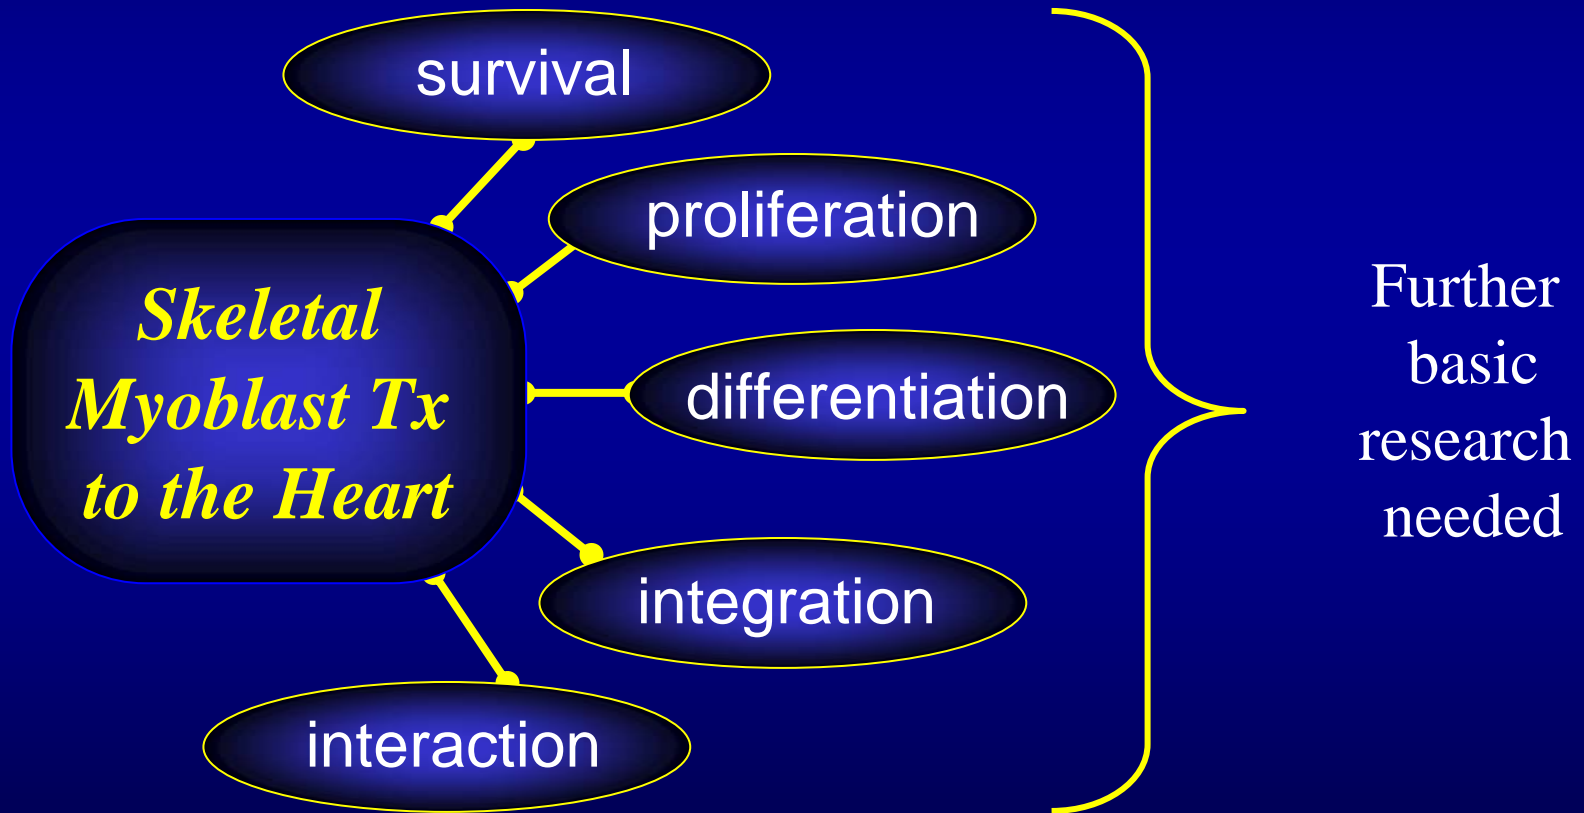 survival
proliferation
Skeletal
Myoblast Tx
to the Heart
differentiation
integration
interaction
Further
basic
research
needed